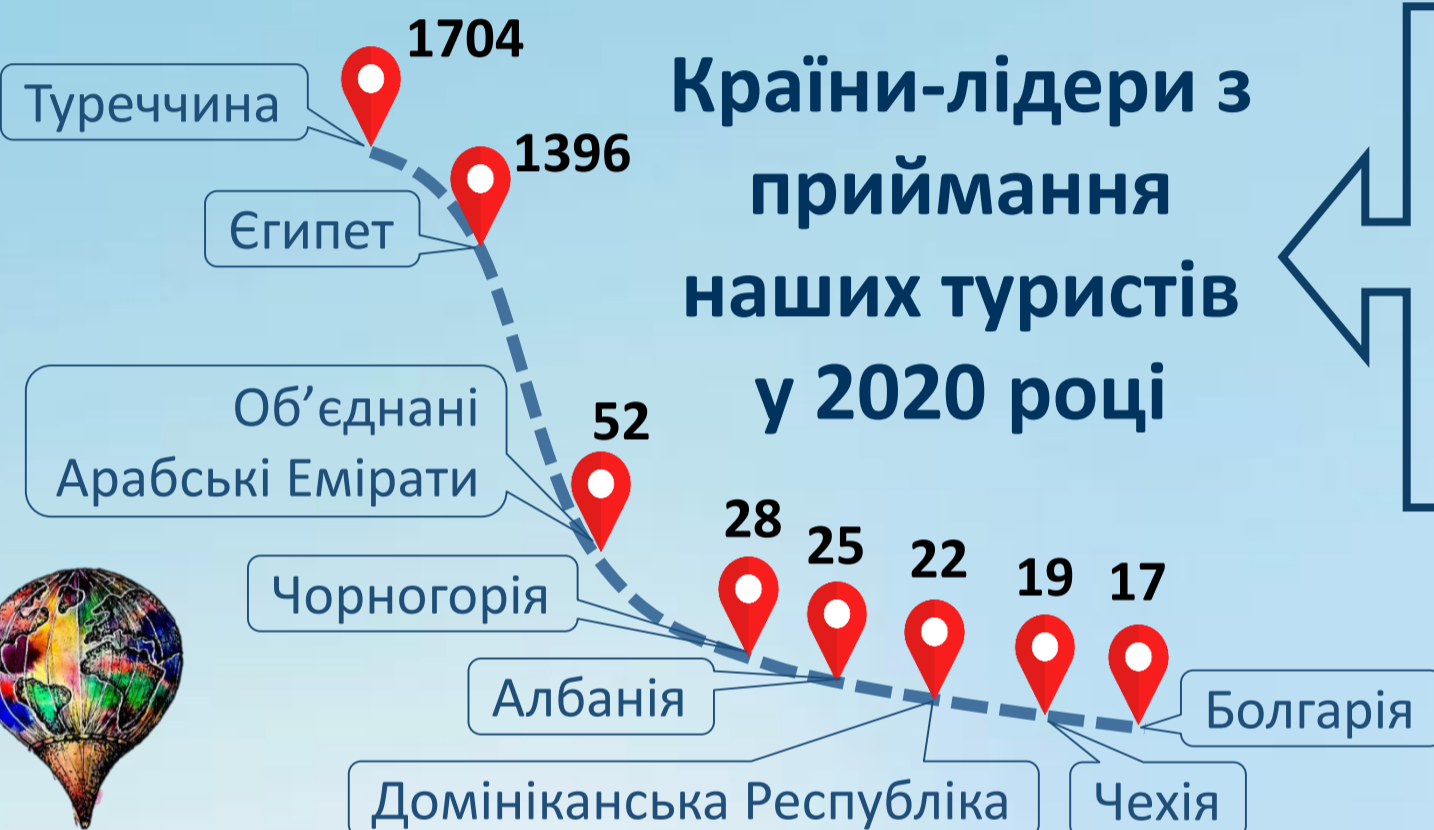 Країни-лідери з
приймання
наших туристів
у 2020 році
1704
Туреччина
1396
Єгипет
52
Об’єднані
Арабські Емірати
28
Чорногорія
25
Албанія
22
Домініканська Республіка
19
Чехія
17
Болгарія